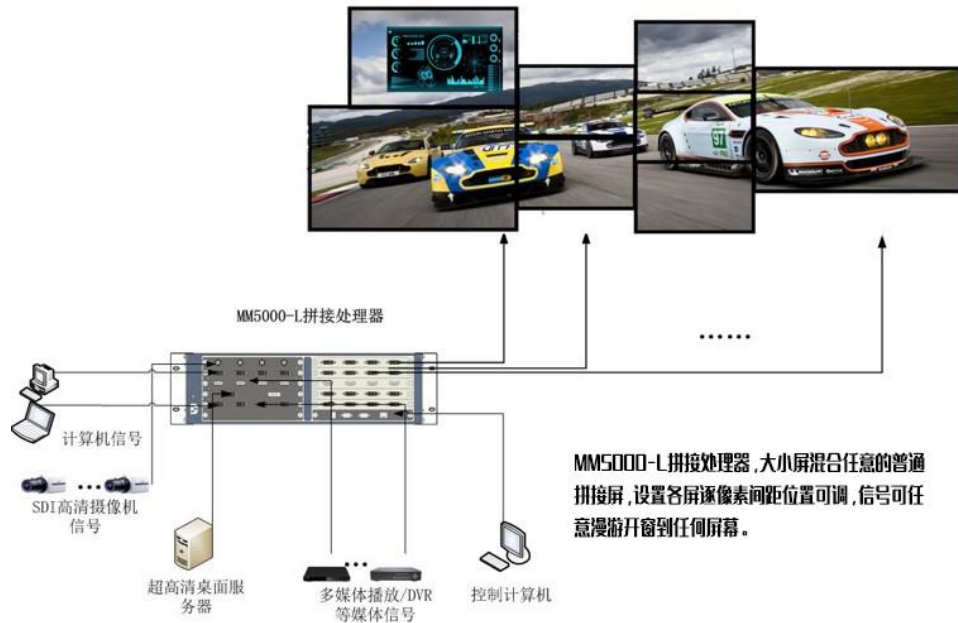 97
MM5000-L拼接处理器
计算机信号
SDI高清摄像机
信号
超高清桌面服
务器
多媒体播放/DVR
等媒体信号
控制计算机
......
MM5000-L拼接处理器,大小屏混合任意的普通
拼接屏,设置各屏逐像素间距位置可调,信号可任
意漫游开窗到任何屏幕。